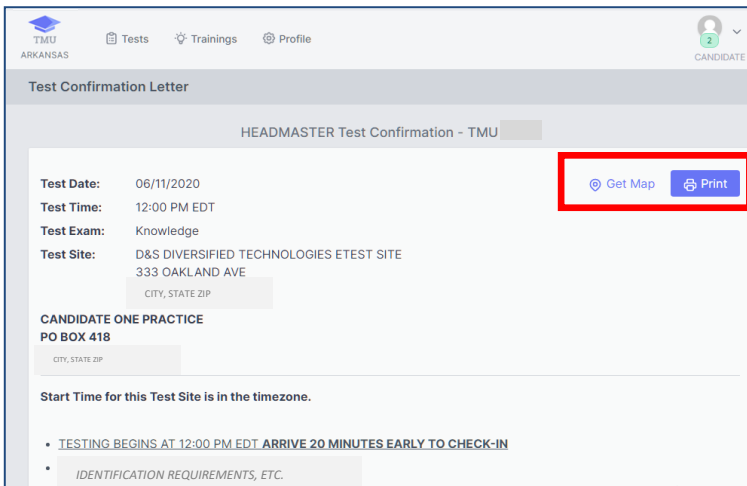 TMU
ARKANSAS
Tests
Trainings
Profile
2
CANDIDATE
Test Confirmation Letter
HEADMASTER Test Confirmation - TMU
Get Map
Print
Test Date: 06/11/2020
Test Time: 12:00 PM EDT
Test Exam: Knowledge
Test Site: D&S DIVERSIFIED TECHNOLOGIES ETEST SITE
333 OAKLAND AVE
CITY, STATE ZIP
CANDIDATE ONE PRACTICE
PO BOX 418
CITY, STATE ZIP
Start Time for this Test Site is in the timezone.
• TESTING BEGINS AT 12:00 PM EDT ARRIVE 20 MINUTES EARLY TO CHECK-IN
• IDENTIFICATION REQUIREMENTS, ETC.